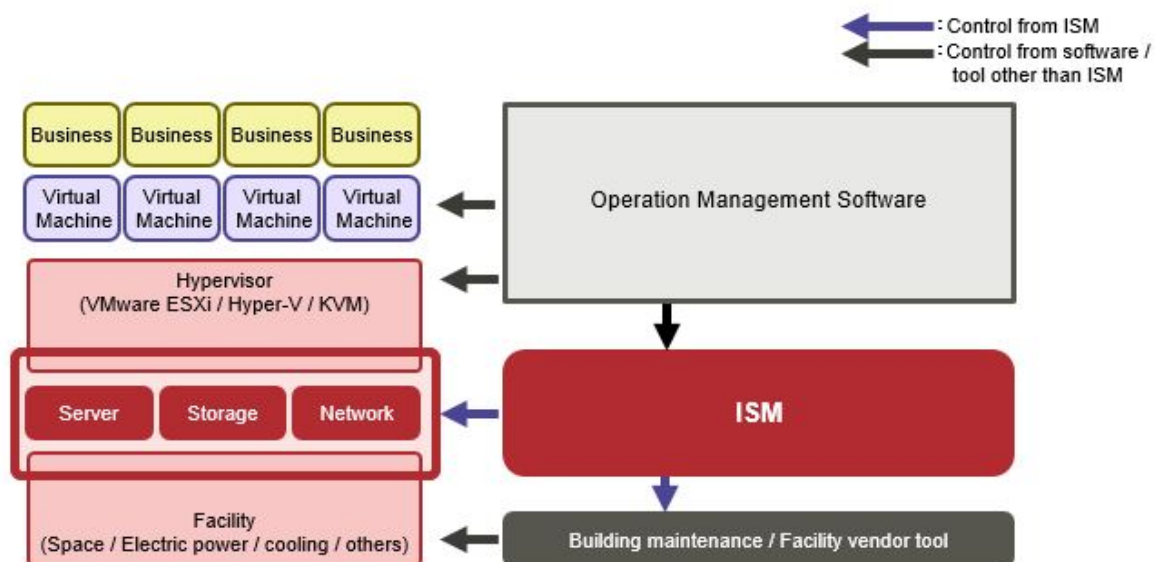 : Control from ISM
: Control from software /
tool other than ISM
Business Business Business Business
Virtual Machine Virtual Machine Virtual Machine Virtual Machine
Operation Management Software
Hypervisor
(VMware ESXi / Hyper-V / KVM)
Server Storage Network
ISM
Facility
(Space / Electric power / cooling / others)
Building maintenance / Facility vendor tool